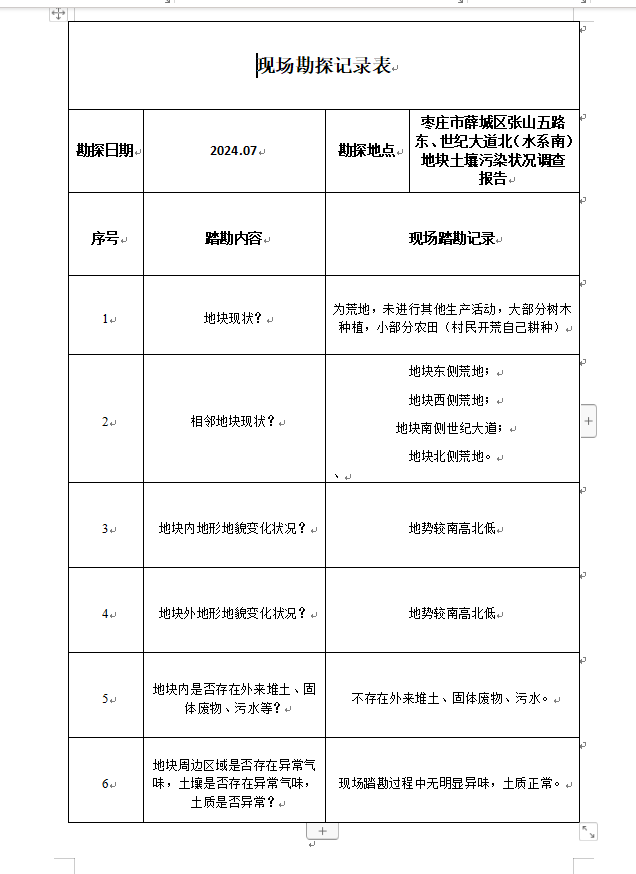 现场勘探记录表
勘探日期
2024.07
勘探地点
枣庄市薛城区张山五路
东、世纪大道北（水系南）
地块土壤污染状况调查
报告
序号
踏勘内容
现场踏勘记录
1
地块现状？
为荒地，未进行其他生产活动，大部分树木
种植，小部分农田（村民开荒自己耕种）
2
相邻地块现状？
地块东侧荒地；
地块西侧荒地；
地块南侧世纪大道；
地块北侧荒地。
、
3
地块内地形地貌变化状况？
地势较南高北低
4
地块外地形地貌变化状况？
地势较南高北低
5
地块内是否存在外来堆土、固
体废物、污水等？
不存在外来堆土、固体废物、污水。
6
地块周边区域是否存在异常气
味，土壤是否存在异常气味，
土质是否异常？
现场踏勘过程中无明显异味，土质正常。